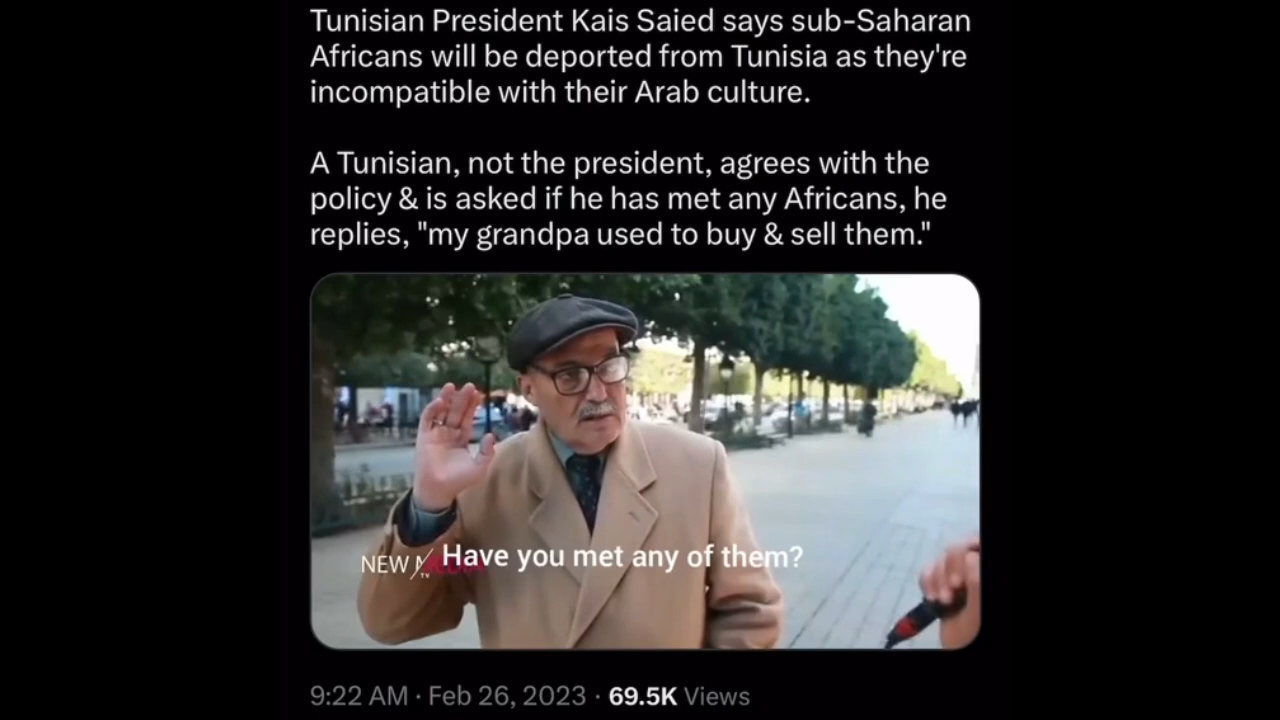 Tunisian President Kais Saied says sub-Saharan
Africans will be deported from Tunisia as they're
incompatible with their Arab culture.
A Tunisian, not the president, agrees with the
policy & is asked if he has met any Africans, he
replies, "my grandpa used to buy & sell them."
Have you met any of them?
NEW
TV
9:22 AM · Feb 26, 2023 · 69.5K Views